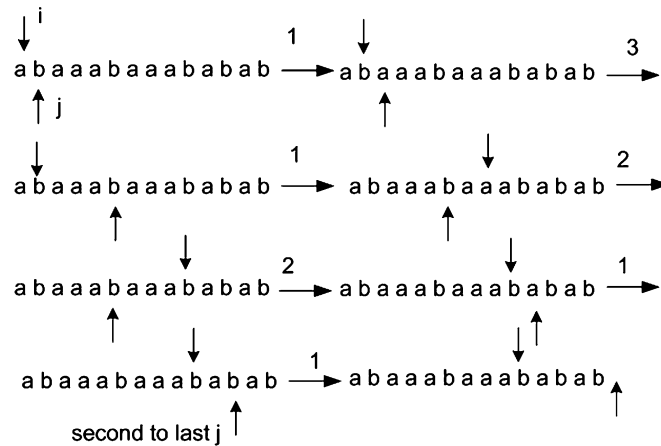 i
a b a a a b a a a b a b a b 1 a b a a a b a a a b a b a b 3
j
a b a a a b a a a b a b a b 1 a b a a a b a a a b a b a b 2
a b a a a b a a a b a b a b 2 a b a a a b a a a b a b a b 1
a b a a a b a a a b a b a b 1 a b a a a b a a a b a b a b
second to last j